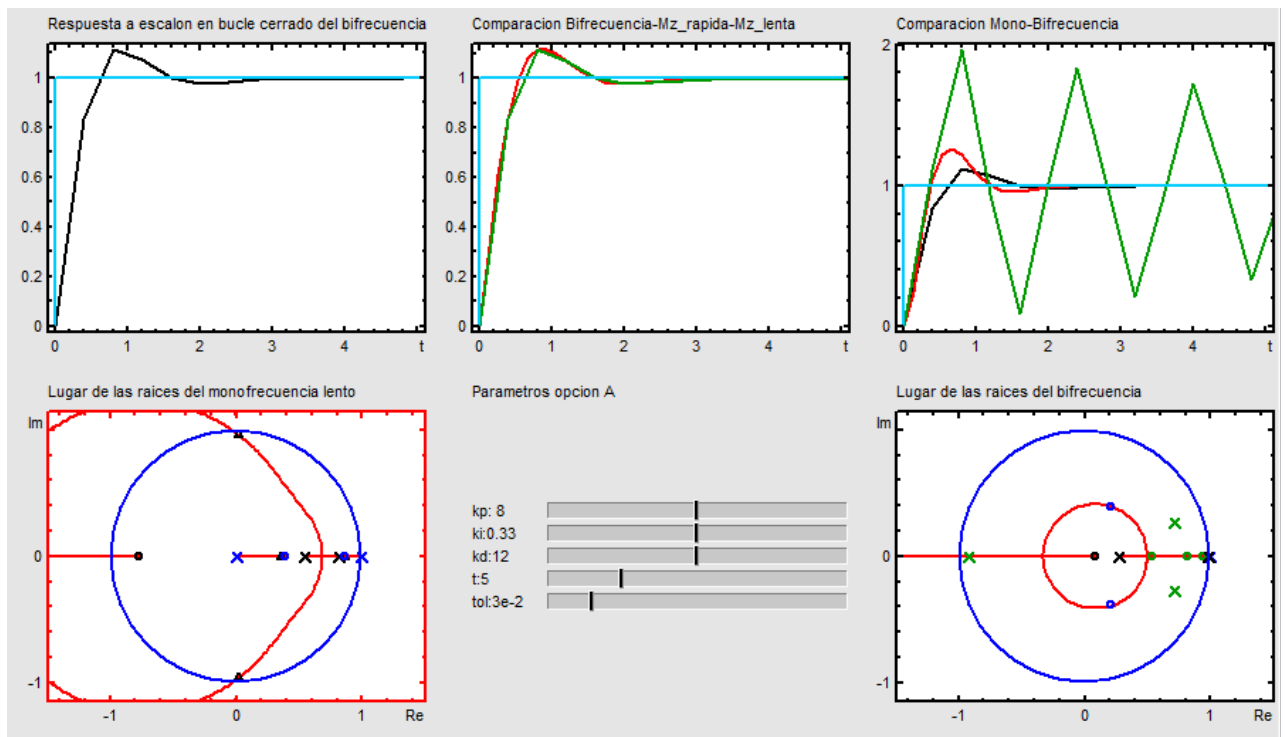 Respuesta a escalon en bucle cerrado del bifrecuencia
1
0.8
0.6
0.4
0.2
0
0 1 2 3 4 t
Comparacion Bifrecuencia-Mz_rapida-Mz_lenta
1
0.8
0.6
0.4
0.2
0
0 1 2 3 4 t
Comparacion Mono-Bifrecuencia
2
1
0
0 1 2 3 4 t
Lugar de las raices del monofrecuencia lento
Im
0
-1
-1 0 1 Re
Parametros opcion A
kp: 8
ki:0.33
kd:12
t:5
tol:3e-2
Lugar de las raices del bifrecuencia
Im
0
-1
-1 0 1 Re